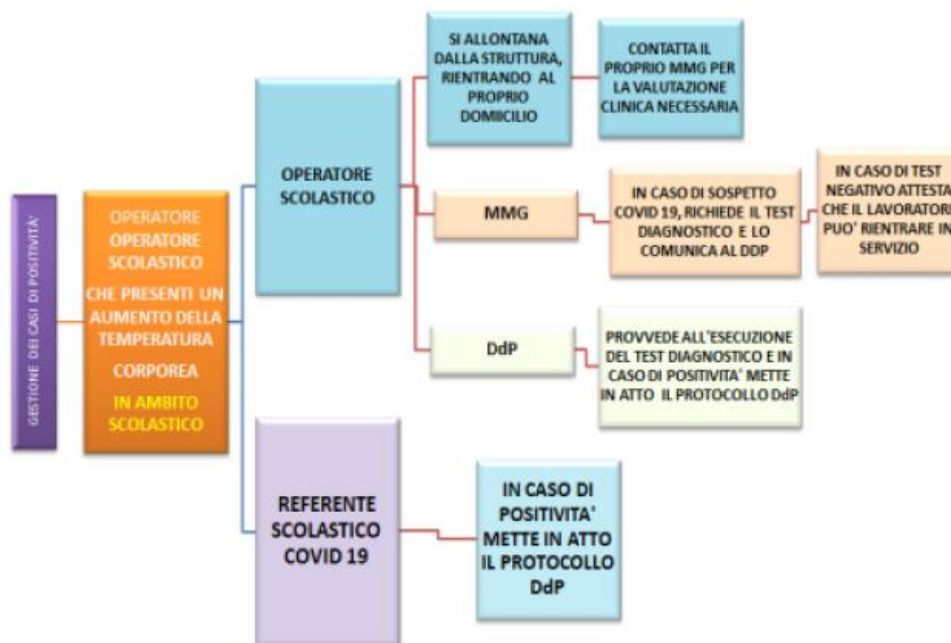 GESTIONE DEI CASI DI POSITIVITA'
OPERATORE
OPERATORE
SCOLASTICO
CHE PRESENTI UN
AUMENTO DELLA
TEMPERATURA
CORPOREA
IN AMBITO
SCOLASTICO
OPERATORE
SCOLASTICO
SI ALLONTANA
DALLA STRUTTURA,
RIENTRANDO AL
PROPRIO
DOMICILIO
CONTATTA IL
PROPRIO MMG PER
LA VALUTAZIONE
CLINICA NECESSARIA
MMG
IN CASO DI SOSPETTO
COVID 19, RICHIEDE IL TEST
DIAGNOSTICO E LO
COMUNICA AL DDP
IN CASO DI TEST
NEGATIVO ATTESTA
CHE IL LAVORATORE
PUO' RIENTRARE IN
SERVIZIO
DdP
PROVVEDE ALL'ESECUZIONE
DEL TEST DIAGNOSTICO E IN
CASO DI POSITIVITA' METTE
IN ATTO IL PROTOCOLLO DdP
REFERENTE
SCOLASTICO
COVID 19
IN CASO DI
POSITIVITA'
METTE IN ATTO
IL PROTOCOLLO
DdP